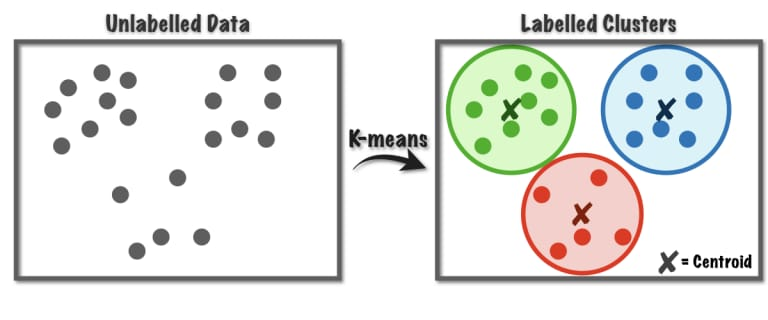 Unlabelled Data
Labelled Clusters
K-means
X = Centroid